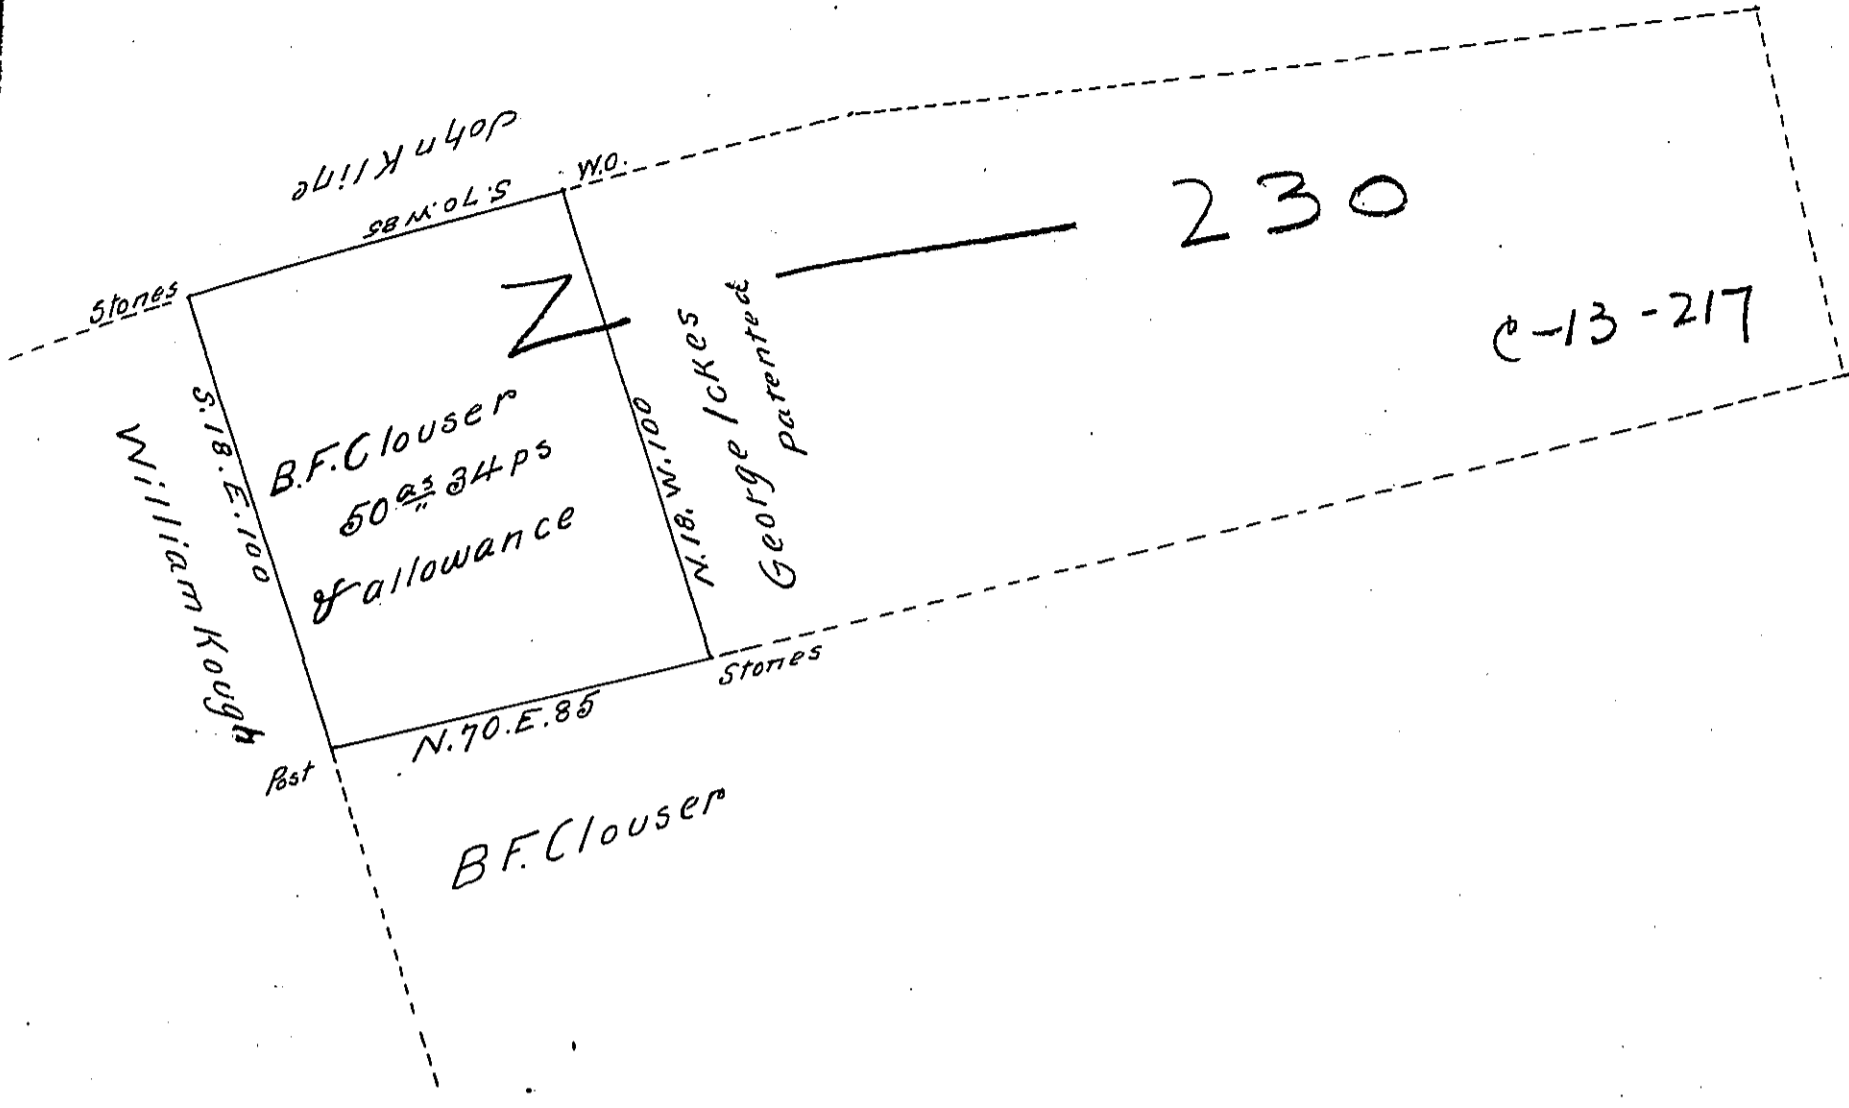 John Kline
S.70.W.85
W.O.
Stones
Z
230
C-13-217
S.18.E.100
William Kough
B.F.Clouser
50 as 34 ps
& allowance
N.18.W.100
George Ickes
patented
Stones
N.70.E.85
Post
B F.Clouser